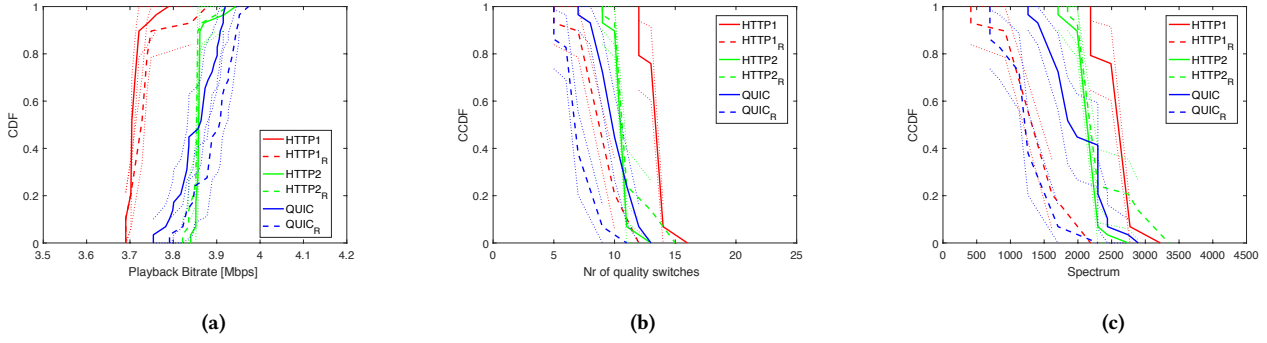 1
0.8
0.6
0.4
0.2
0
CDF
3.5 3.6 3.7 3.8 3.9 4 4.1 4.2
Playback Bitrate [Mbps]
HTTP1
HTTP1R
HTTP2
HTTP2R
QUIC
QUICR
(a)
1
0.8
0.6
0.4
0.2
0
CCDF
0 5 10 15 20 25
Nr of quality switches
HTTP1
HTTP1R
HTTP2
HTTP2R
QUIC
QUICR
(b)
1
0.8
0.6
0.4
0.2
0
CCDF
0 500 1000 1500 2000 2500 3000 3500 4000 4500
Spectrum
HTTP1
HTTP1R
HTTP2
HTTP2R
QUIC
QUICR
(c)